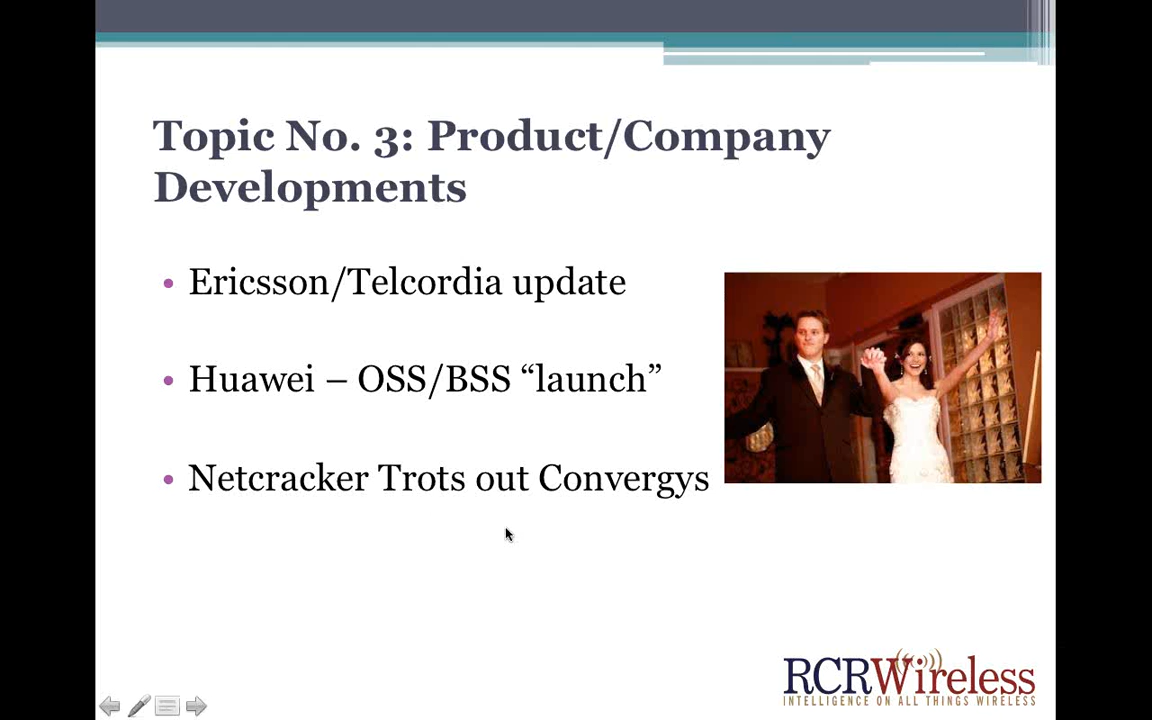 Topic No. 3: Product/Company
Developments
• Ericsson/Telcordia update
• Huawei – OSS/BSS “launch”
• Netcracker Trots out Convergys
RCRWireless
INTELLIGENCE ON ALL THINGS WIRELESS